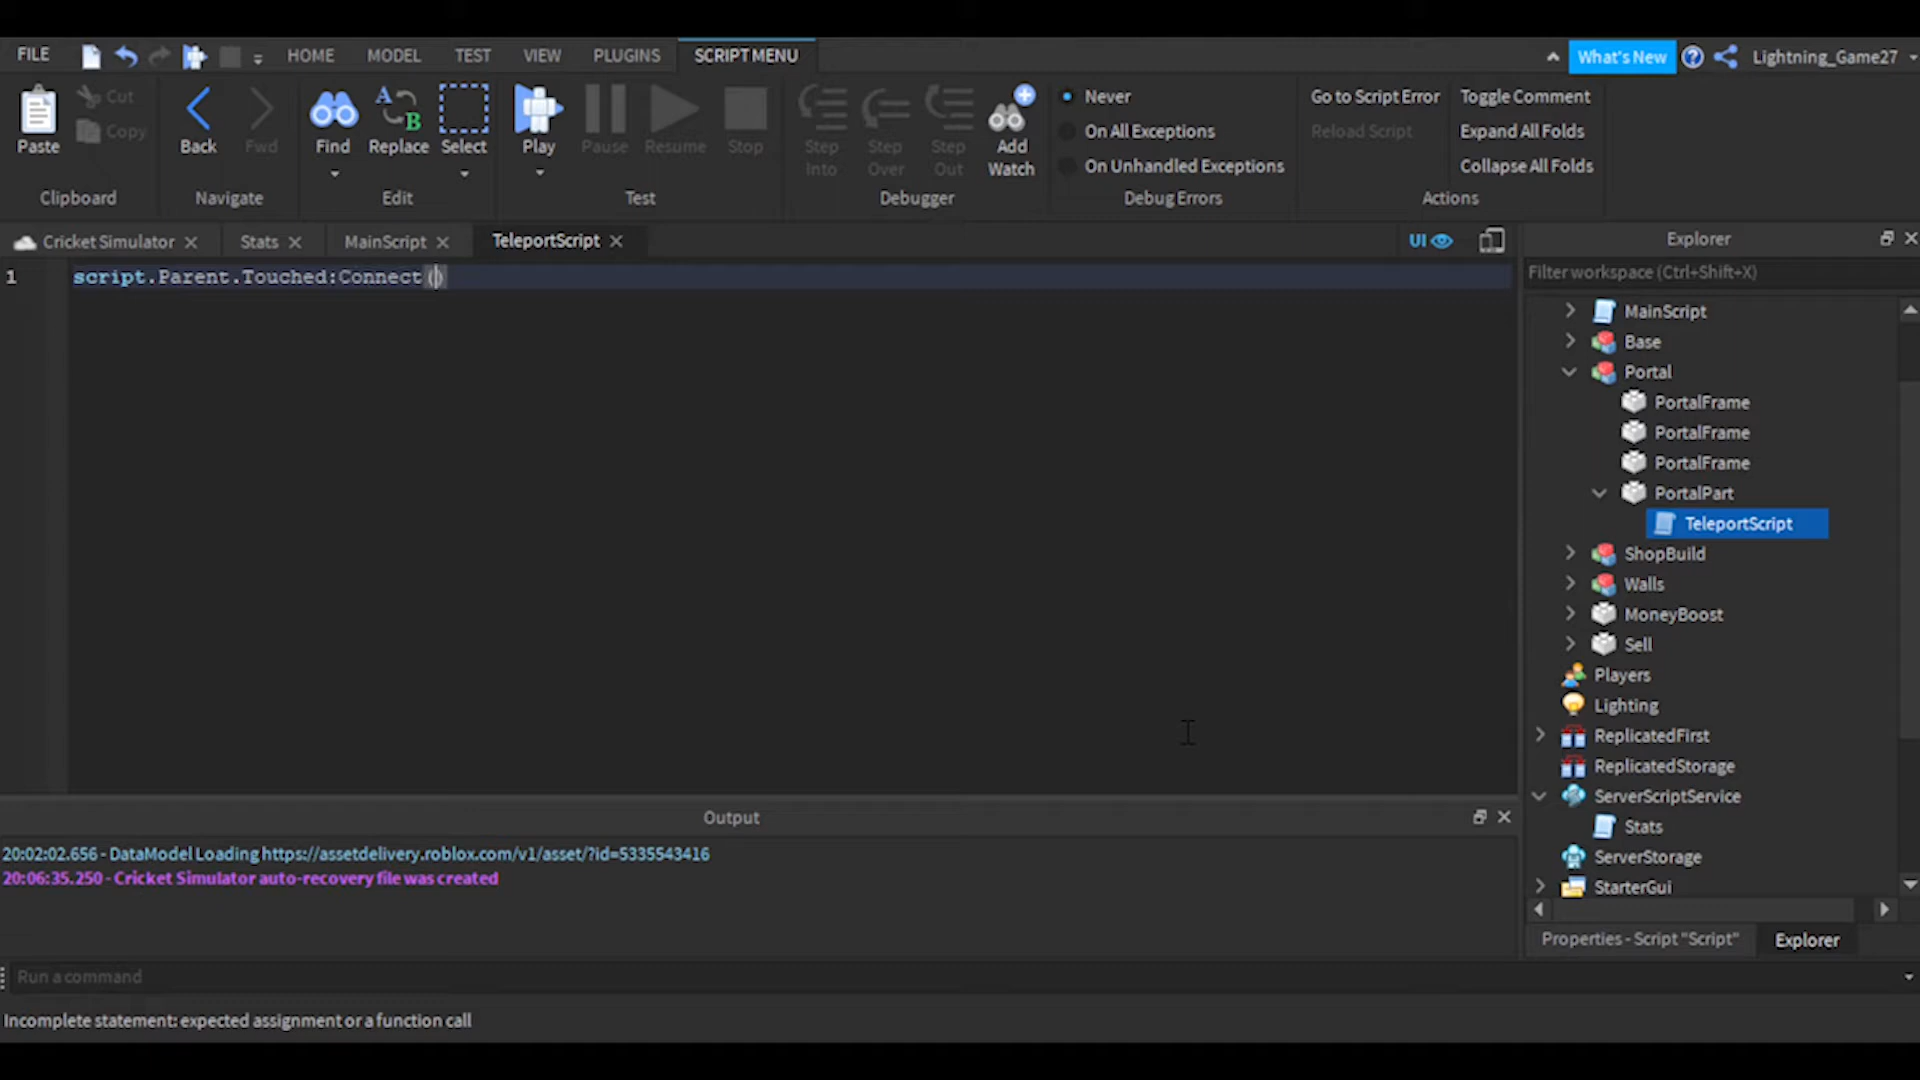 FILE HOME MODEL TEST VIEW PLUGINS SCRIPT MENU What's New Lightning_Game27
Paste Cut Copy
Clipboard
Back Fwd
Navigate
Find Replace Select
A B
Edit
Play Pause Resume Stop
Test
Step Into Step Over Step Out Add Watch
Debugger
Never
On All Exceptions
On Unhandled Exceptions
Debug Errors
Go to Script Error
Reload Script
Toggle Comment
Expand All Folds
Collapse All Folds
Actions
Cricket Simulator Stats MainScript TeleportScript UI
1 script.Parent.Touched:Connect()
Explorer
Filter workspace (Ctrl+Shift+X)
MainScript
Base
Portal
PortalFrame
PortalFrame
PortalFrame
PortalPart
TeleportScript
ShopBuild
Walls
MoneyBoost
Sell
Players
Lighting
ReplicatedFirst
ReplicatedStorage
ServerScriptService
Stats
ServerStorage
StarterGui
Properties - Script "Script" Explorer
Output
20:02:02.656 - DataModel Loading https://assetdelivery.roblox.com/v1/asset/?id=5335543416
20:06:35.250 - Cricket Simulator auto-recovery file was created
Run a command
Incomplete statement: expected assignment or a function call